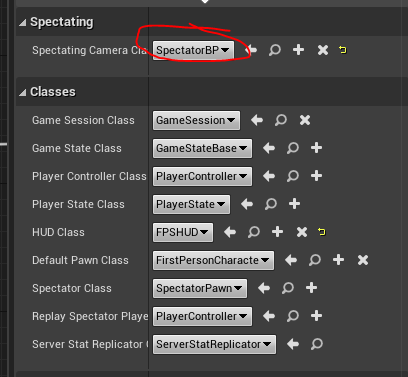 Spectating
Spectating Camera Cla SpectatorBP
Classes
Game Session Class GameSession
Game State Class GameStateBase
Player Controller Class PlayerController
Player State Class PlayerState
HUD Class FPSHUD
Default Pawn Class FirstPersonCharacte
Spectator Class SpectatorPawn
Replay Spectator Playe PlayerController
Server Stat Replicator C ServerStatReplicator